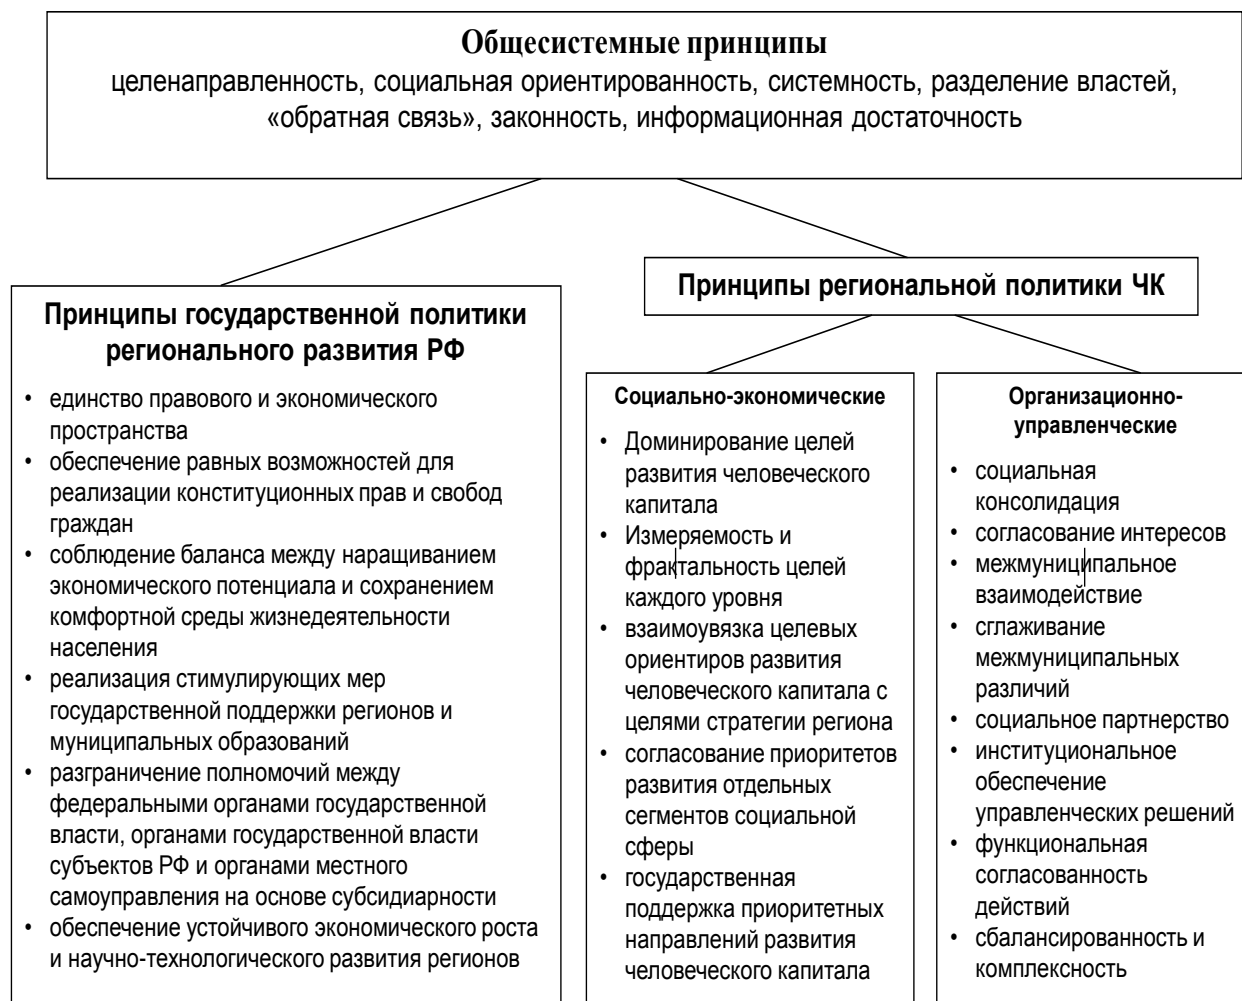 Общесистемные принципы
целенаправленность, социальная ориентированность, системность, разделение властей,
«обратная связь», законность, информационная достаточность
Принципы государственной политики
регионального развития РФ
• единство правового и экономического
пространства
• обеспечение равных возможностей для
реализации конституционных прав и свобод
граждан
• соблюдение баланса между наращиванием
экономического потенциала и сохранением
комфортной среды жизнедеятельности
населения
• реализация стимулирующих мер
государственной поддержки регионов и
муниципальных образований
• разграничение полномочий между
федеральными органами государственной
власти, органами государственной власти
субъектов РФ и органами местного
самоуправления на основе субсидиарности
• обеспечение устойчивого экономического роста
и научно-технологического развития регионов
Принципы региональной политики ЧК
Социально-экономические
• Доминирование целей
развития человеческого
капитала
• Измеряемость и
фрактальность целей
каждого уровня
• взаимоувязка целевых
ориентиров развития
человеческого капитала с
целями стратегии региона
• согласование приоритетов
развития отдельных
сегментов социальной
сферы
• государственная
поддержка приоритетных
направлений развития
человеческого капитала
Организационно-
управленческие
• социальная
консолидация
• согласование интересов
• межмуниципальное
взаимодействие
• сглаживание
межмуниципальных
различий
• социальное партнерство
• институциональное
обеспечение
управленческих решений
• функциональная
согласованность
действий
• сбалансированность и
комплексность